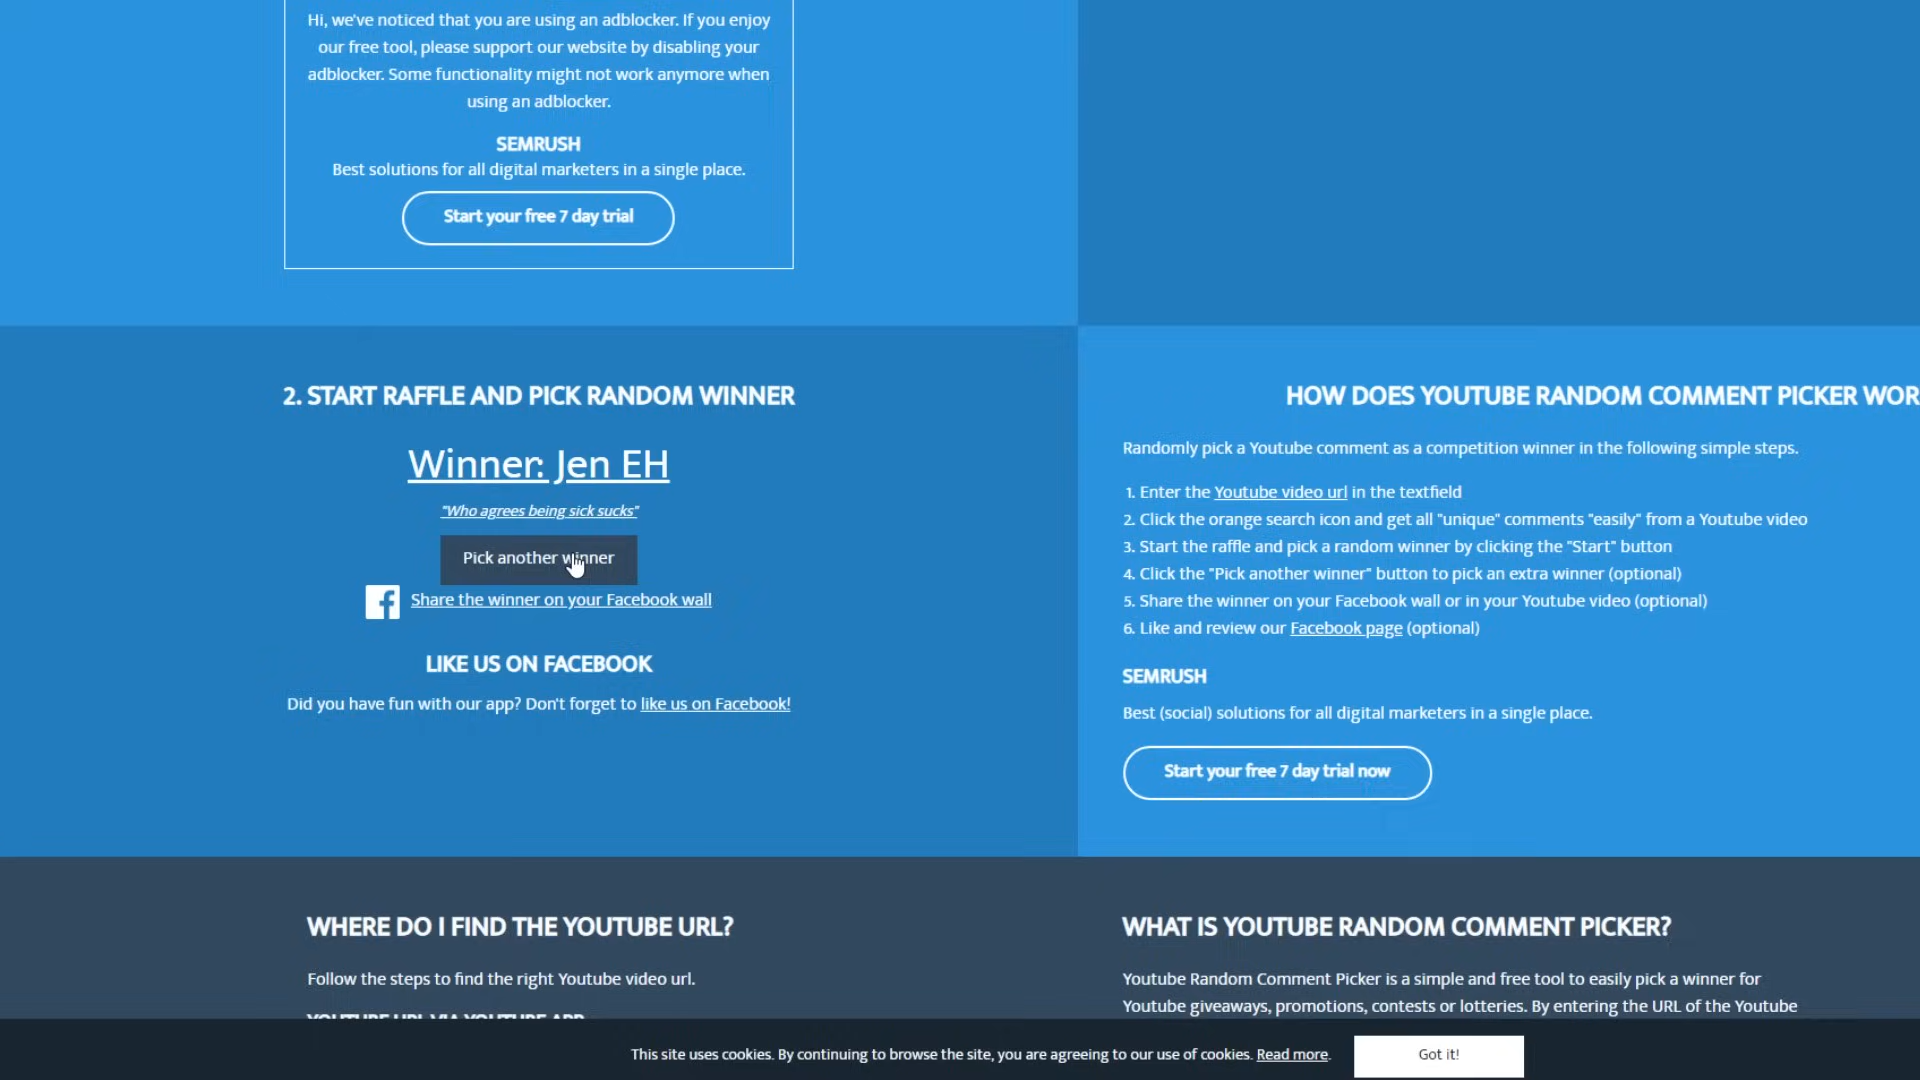 Hi, we've noticed that you are using an adblocker. If you enjoy
our free tool, please support our website by disabling your
adblocker. Some functionality might not work anymore when
using an adblocker.
SEMRUSH
Best solutions for all digital marketers in a single place.
Start your free 7 day trial
2. START RAFFLE AND PICK RANDOM WINNER
Winner: Jen EH
"Who agrees being sick sucks"
Pick another winner
Share the winner on your Facebook wall
LIKE US ON FACEBOOK
Did you have fun with our app? Don't forget to like us on Facebook!
HOW DOES YOUTUBE RANDOM COMMENT PICKER WOR
Randomly pick a Youtube comment as a competition winner in the following simple steps.
1. Enter the Youtube video url in the textfield
2. Click the orange search icon and get all "unique" comments "easily" from a Youtube video
3. Start the raffle and pick a random winner by clicking the "Start" button
4. Click the "Pick another winner" button to pick an extra winner (optional)
5. Share the winner on your Facebook wall or in your Youtube video (optional)
6. Like and review our Facebook page (optional)
SEMRUSH
Best (social) solutions for all digital marketers in a single place.
Start your free 7 day trial now
WHERE DO I FIND THE YOUTUBE URL?
Follow the steps to find the right Youtube video url.
YOUTUBE URL VIA YOUTUBE APP
WHAT IS YOUTUBE RANDOM COMMENT PICKER?
Youtube Random Comment Picker is a simple and free tool to easily pick a winner for
Youtube giveaways, promotions, contests or lotteries. By entering the URL of the Youtube
This site uses cookies. By continuing to browse the site, you are agreeing to our use of cookies. Read more.
Got it!